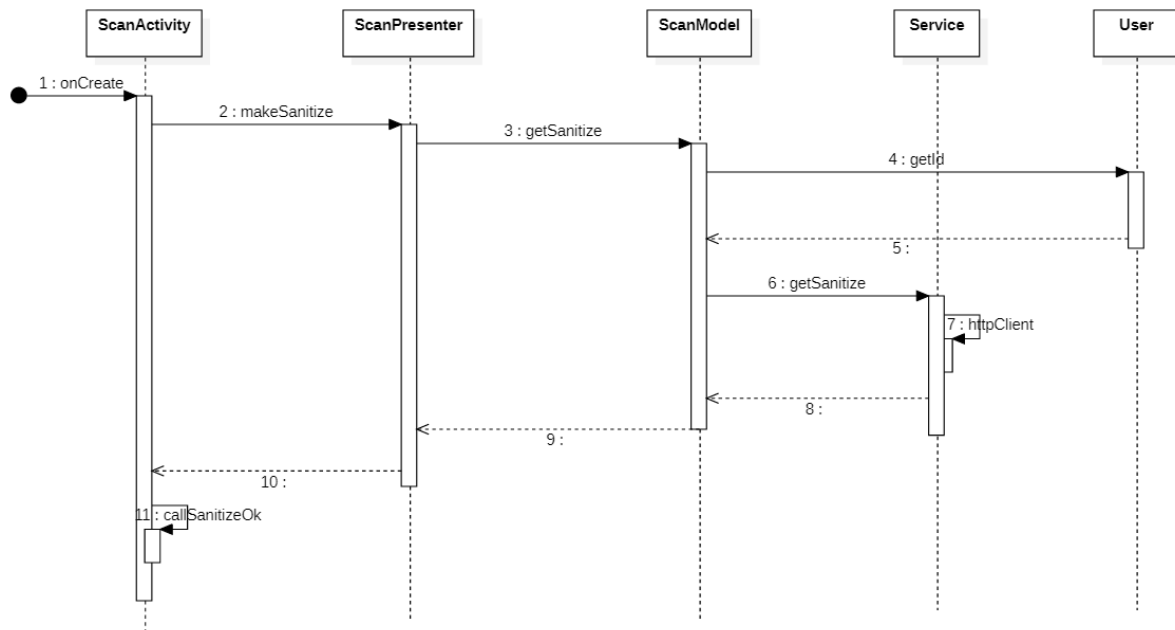 ScanActivity
ScanPresenter
ScanModel
Service
User
1 : onCreate
2 : makeSanitize
3 : getSanitize
4 : getId
5 :
6 : getSanitize
7 : httpClient
8 :
9 :
10 :
11 : callSanitizeOk